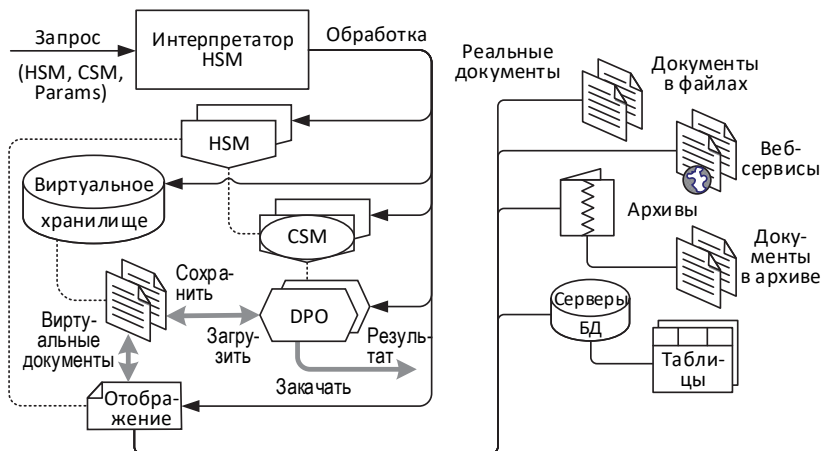 Запрос
(HSM, CSM,
Params)
Интерпретатор
HSM
Обработка
HSM
Виртуальное
хранилище
CSM
Сохра-
нить
DPO
Загру-
зить
Резуль-
тат
Закачать
Вирту-
альные
документы
Отобра-
жение
Реальные
документы
Документы
в файлах
Веб-
сервисы
Архивы
Доку-
менты
в архиве
Серверы
БД
Табли-
цы